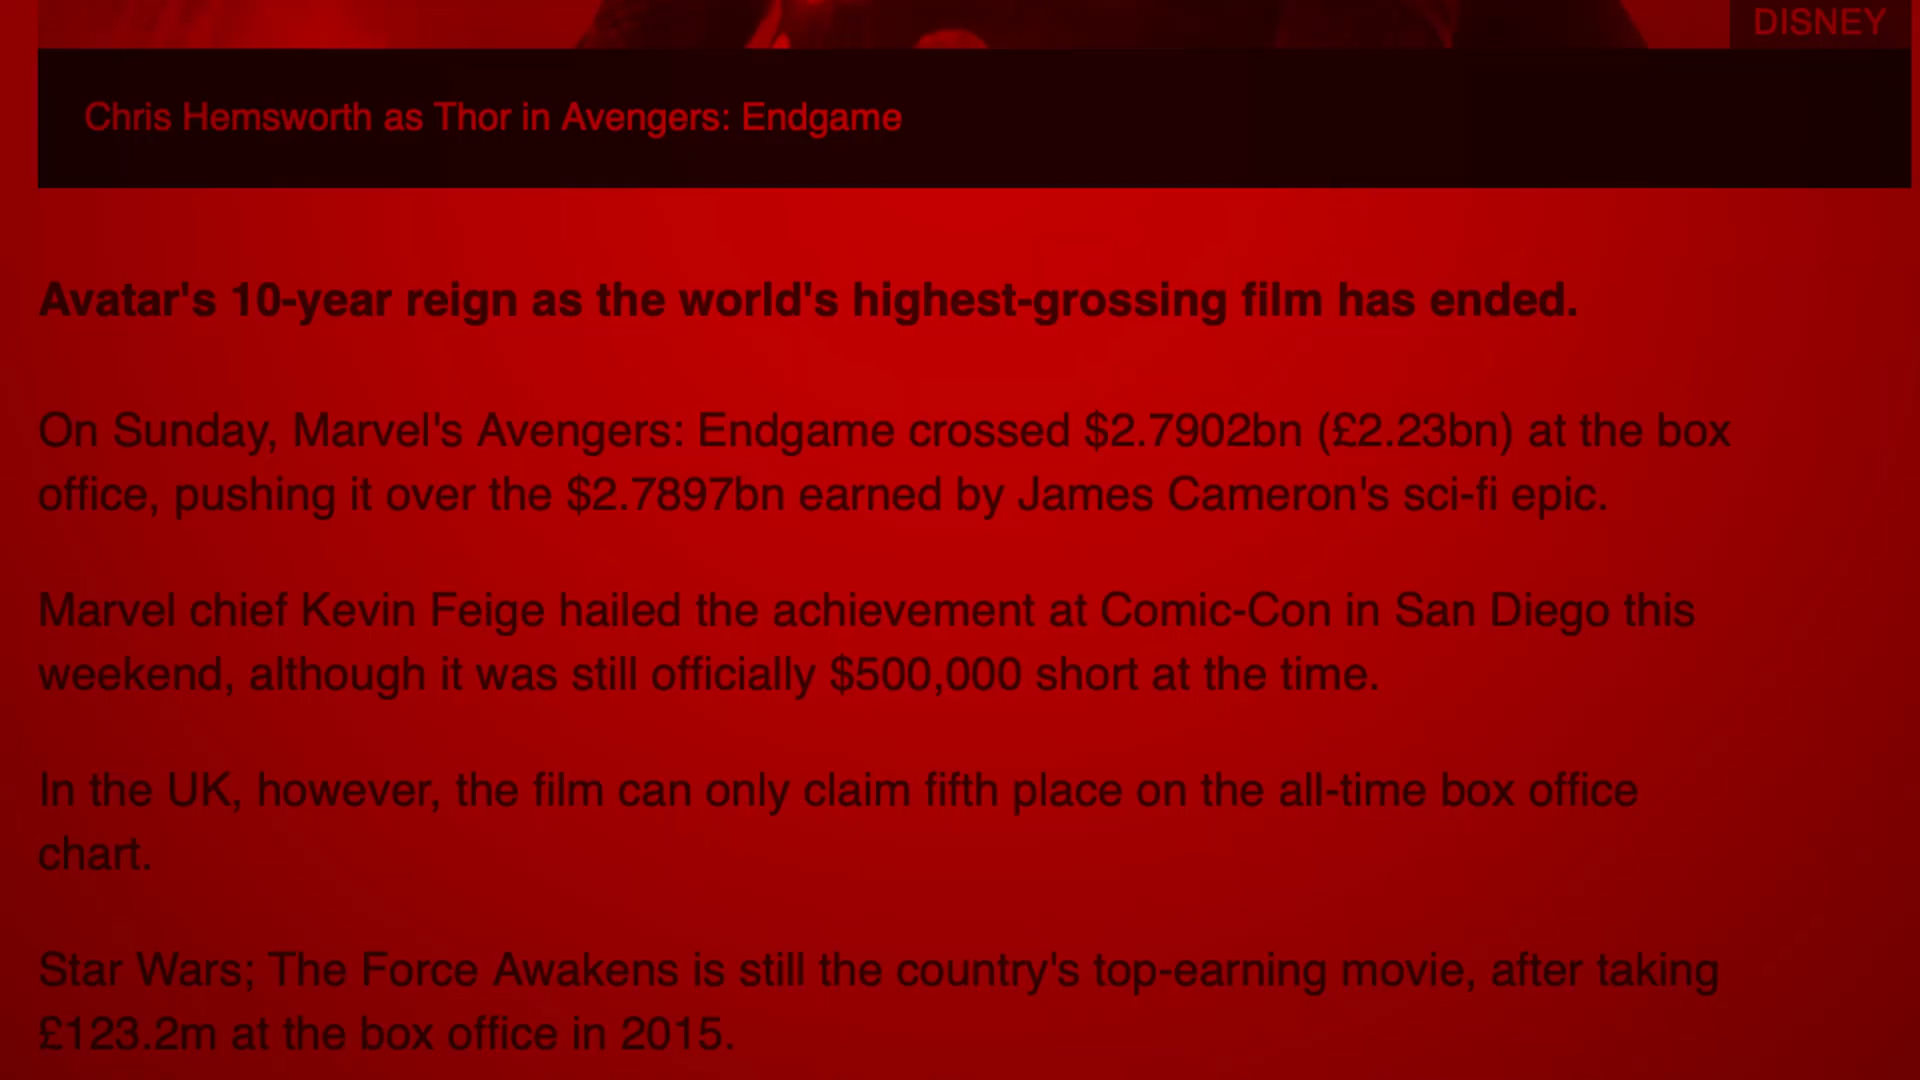 DISNEY
Chris Hemsworth as Thor in Avengers: Endgame
Avatar's 10-year reign as the world's highest-grossing film has ended.
On Sunday, Marvel's Avengers: Endgame crossed $2.7902bn (£2.23bn) at the box
office, pushing it over the $2.7897bn earned by James Cameron's sci-fi epic.
Marvel chief Kevin Feige hailed the achievement at Comic-Con in San Diego this
weekend, although it was still officially $500,000 short at the time.
In the UK, however, the film can only claim fifth place on the all-time box office
chart.
Star Wars; The Force Awakens is still the country's top-earning movie, after taking
£123.2m at the box office in 2015.